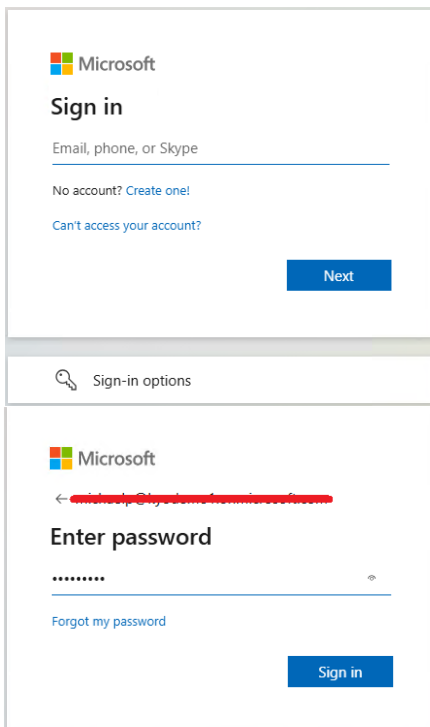 Microsoft
Sign in
Email, phone, or Skype
No account? Create one!
Can't access your account?
Next
Sign-in options
Microsoft
Enter password
•••••••••
Forgot my password
Sign in